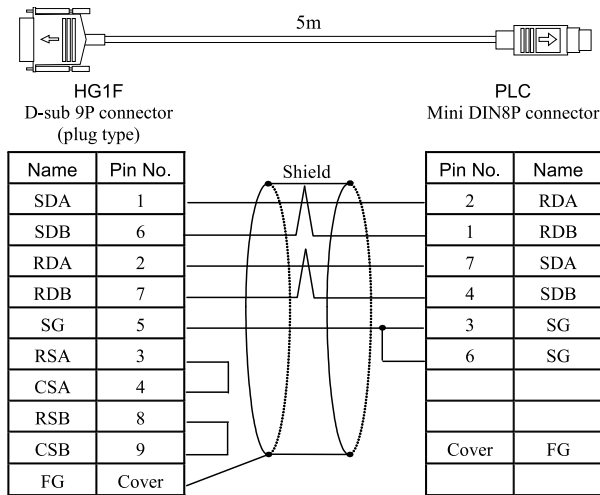 5m
HG1F
D-sub 9P connector
(plug type)
PLC
Mini DIN8P connector
Name Pin No. Shield Pin No. Name
SDA 1 2 RDA
SDB 6 1 RDB
RDA 2 7 SDA
RDB 7 4 SDB
SG 5 3 SG
RSA 3 6 SG
CSA 4
RSB 8
CSB 9 Cover FG
FG Cover